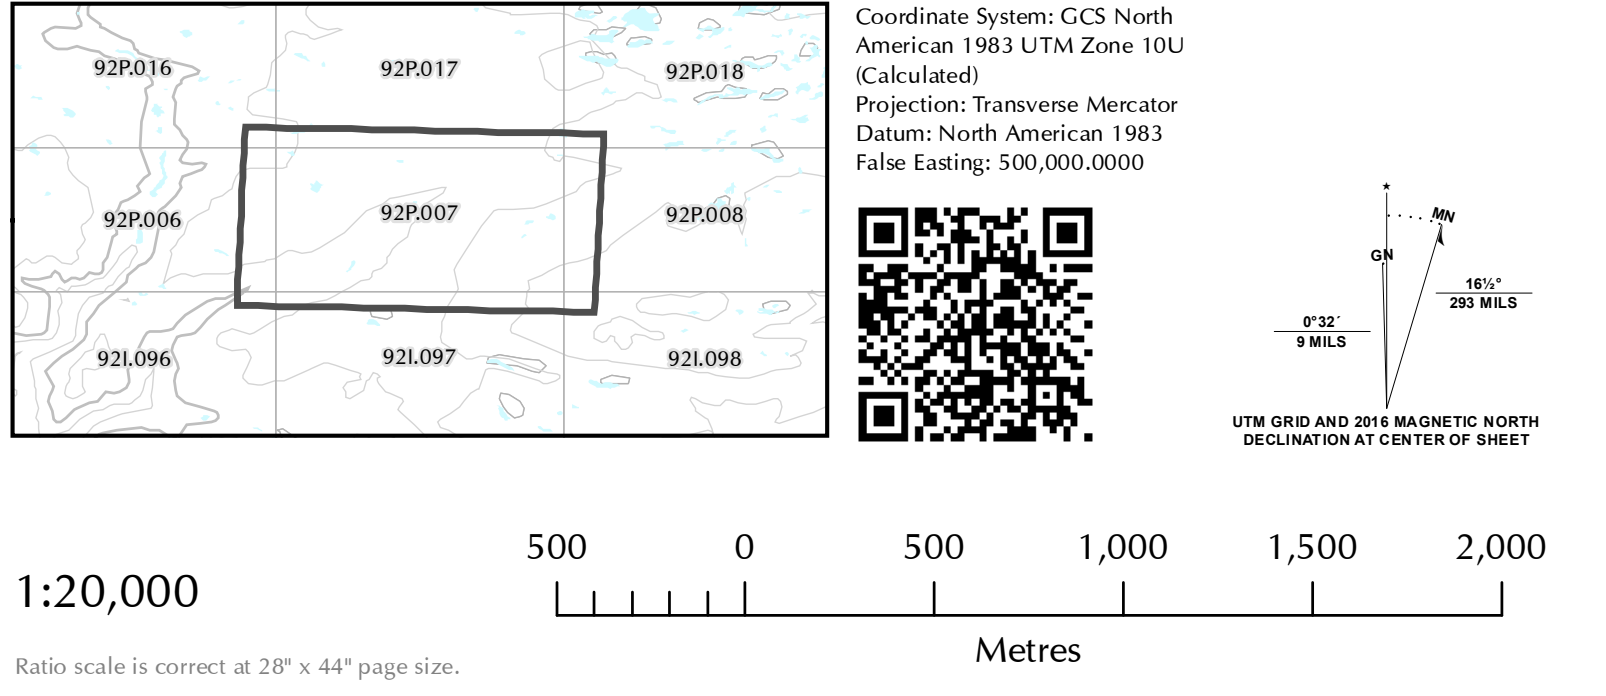 92P.016
92P.017
92P.018
92P.006
92P.007
92P.008
92I.096
92I.097
92I.098
Coordinate System: GCS North
American 1983 UTM Zone 10U
(Calculated)
Projection: Transverse Mercator
Datum: North American 1983
False Easting: 500,000.0000
MN
GN
16½°
293 MILS
0°32´
9 MILS
UTM GRID AND 2016 MAGNETIC NORTH
DECLINATION AT CENTER OF SHEET
500 0 500 1,000 1,500 2,000
1:20,000
Metres
Ratio scale is correct at 28" x 44" page size.